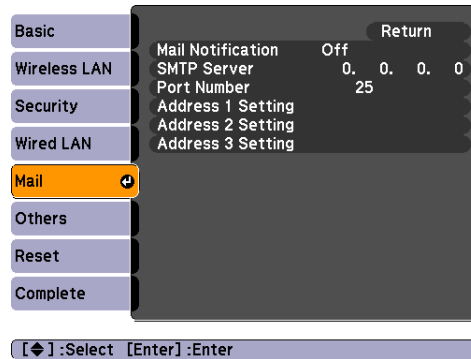 Basic
Wireless LAN
Security
Wired LAN
Mail
Others
Reset
Complete
Return
Mail Notification Off
SMTP Server 0. 0. 0. 0
Port Number 25
Address 1 Setting
Address 2 Setting
Address 3 Setting
[◆] :Select [Enter] :Enter